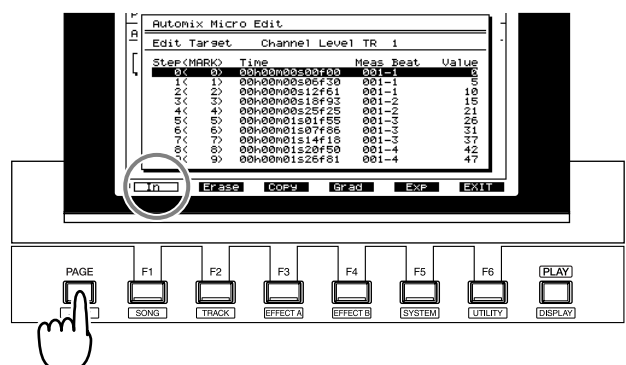 P
A
Automix Micro Edit
Edit Target Channel Level TR 1
Step(MARK) Time Meas Beat Value
0( 0) 00h00m00s00f00 001-1 0
1( 1) 00h00m00s06f30 001-1 5
2( 2) 00h00m00s12f61 001-1 10
3( 3) 00h00m00s18f93 001-2 15
4( 4) 00h00m00s25f25 001-2 21
5( 5) 00h00m01s01f55 001-3 26
6( 6) 00h00m01s07f86 001-3 31
7( 7) 00h00m01s14f18 001-3 37
8( 8) 00h00m01s20f50 001-4 42
9) 00h00m01s26f81 001-4 47
In Erase Copy Grad Exp EXIT
PAGE F1 F2 F3 F4 F5 F6 PLAY
SONG TRACK EFFECT A EFFECT B SYSTEM UTILITY DISPLAY